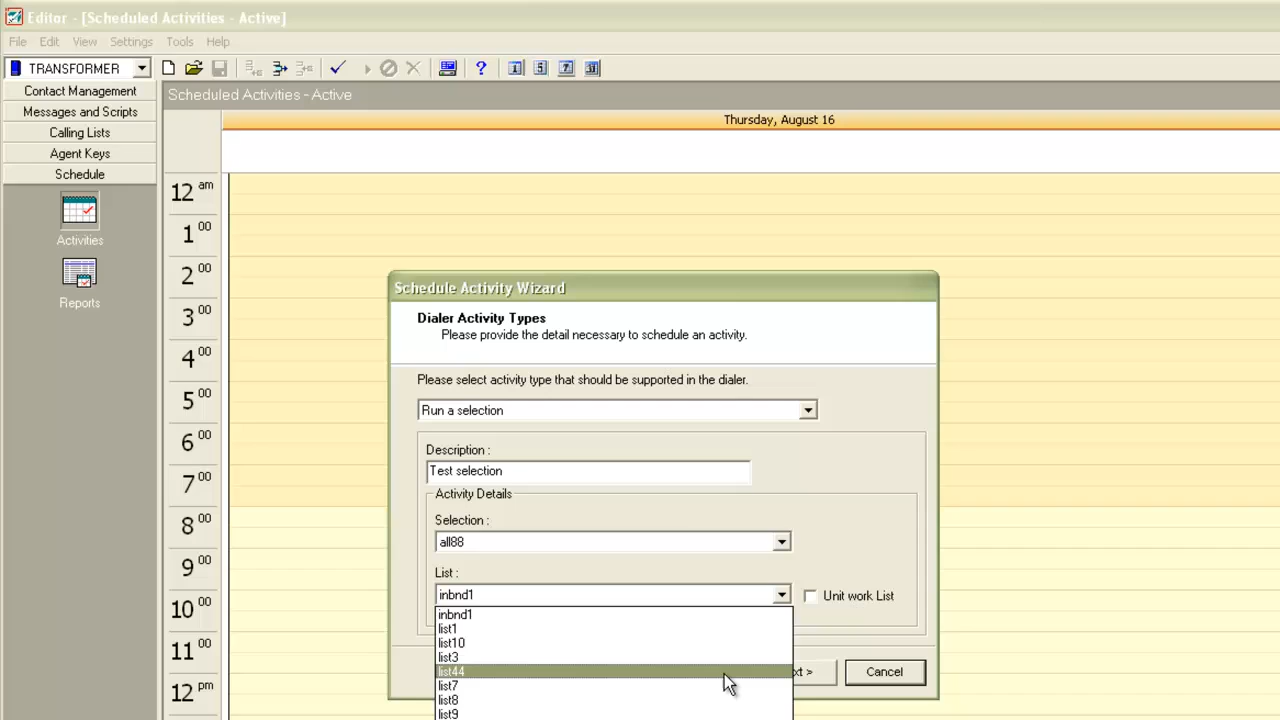 Editor - [Scheduled Activities - Active]
File Edit View Settings Tools Help
TRANSFORMER
Contact Management
Messages and Scripts
Calling Lists
Agent Keys
Schedule
Activities
Reports
Scheduled Activities - Active
Thursday, August 16
12 am
1 00
2 00
3 00
4 00
5 00
6 00
7 00
8 00
9 00
10 00
11 00
12 pm
Schedule Activity Wizard
Dialer Activity Types
Please provide the detail necessary to schedule an activity.
Please select activity type that should be supported in the dialer.
Run a selection
Description :
Test selection
Activity Details
Selection :
all88
List :
inbnd1
Unit work List
inbnd1
list1
list10
list3
list44
list7
list8
list9
xt >
Cancel